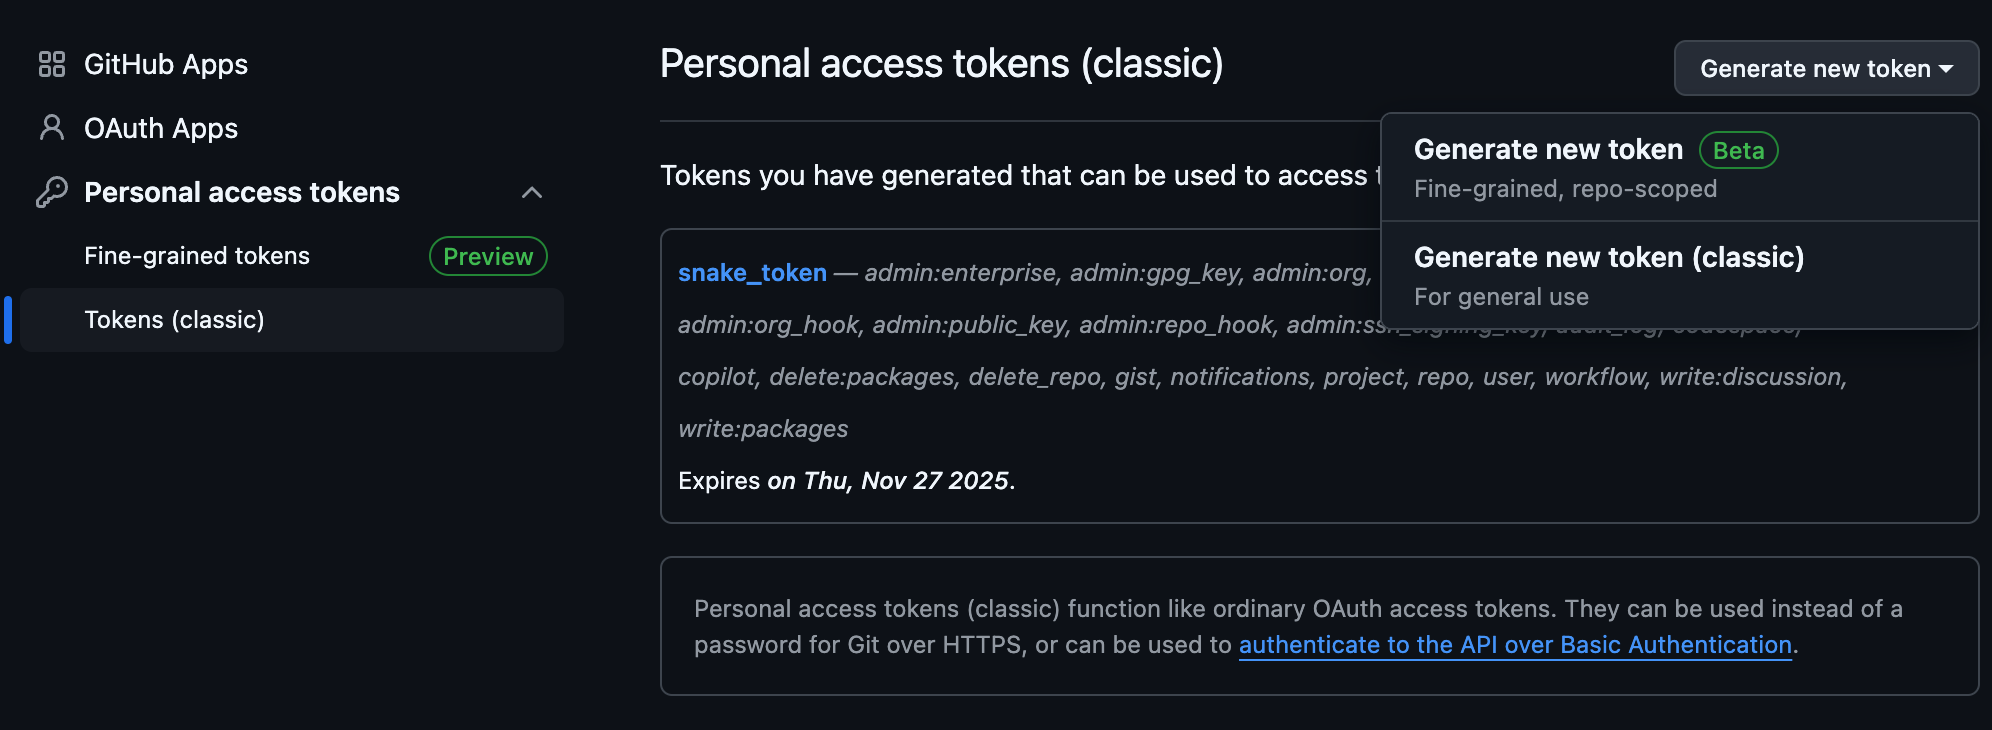 GitHub Apps
OAuth Apps
Personal access tokens
Fine-grained tokens Preview
Tokens (classic)
Personal access tokens (classic)
Generate new token
Generate new token Beta
Fine-grained, repo-scoped
Generate new token (classic)
For general use
Tokens you have generated that can be used to access
snake_token — admin:enterprise, admin:gpg_key, admin:org,
admin:org_hook, admin:public_key, admin:repo_hook, admin:ssh_signing_key, audit_log, codespace,
copilot, delete:packages, delete_repo, gist, notifications, project, repo, user, workflow, write:discussion,
write:packages
Expires on Thu, Nov 27 2025.
Personal access tokens (classic) function like ordinary OAuth access tokens. They can be used instead of a
password for Git over HTTPS, or can be used to authenticate to the API over Basic Authentication.